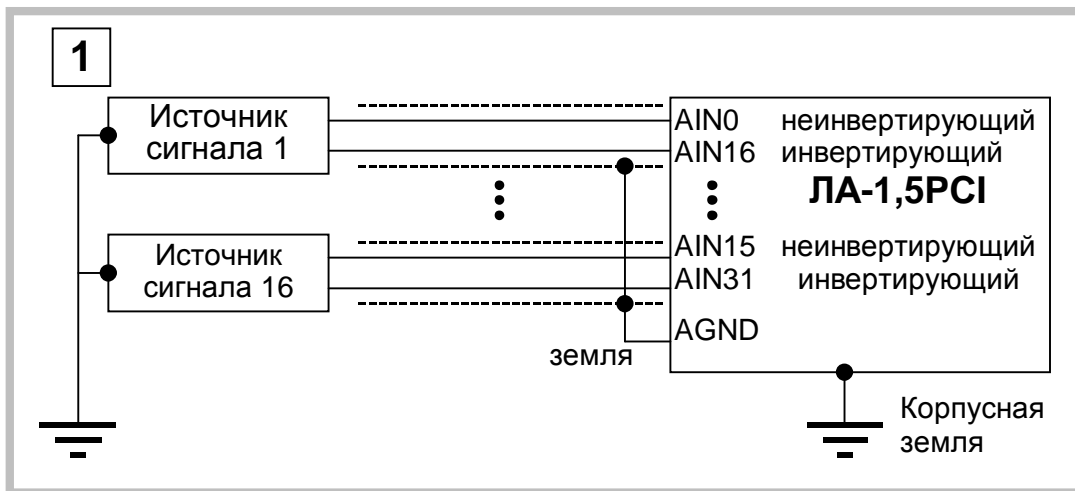 1
Источник
сигнала 1
AIN0 неинвертирующий
AIN16 инвертирующий
ЛА-1,5PCI
Источник
сигнала 16
AIN15 неинвертирующий
AIN31 инвертирующий
AGND
земля
Корпусная
земля